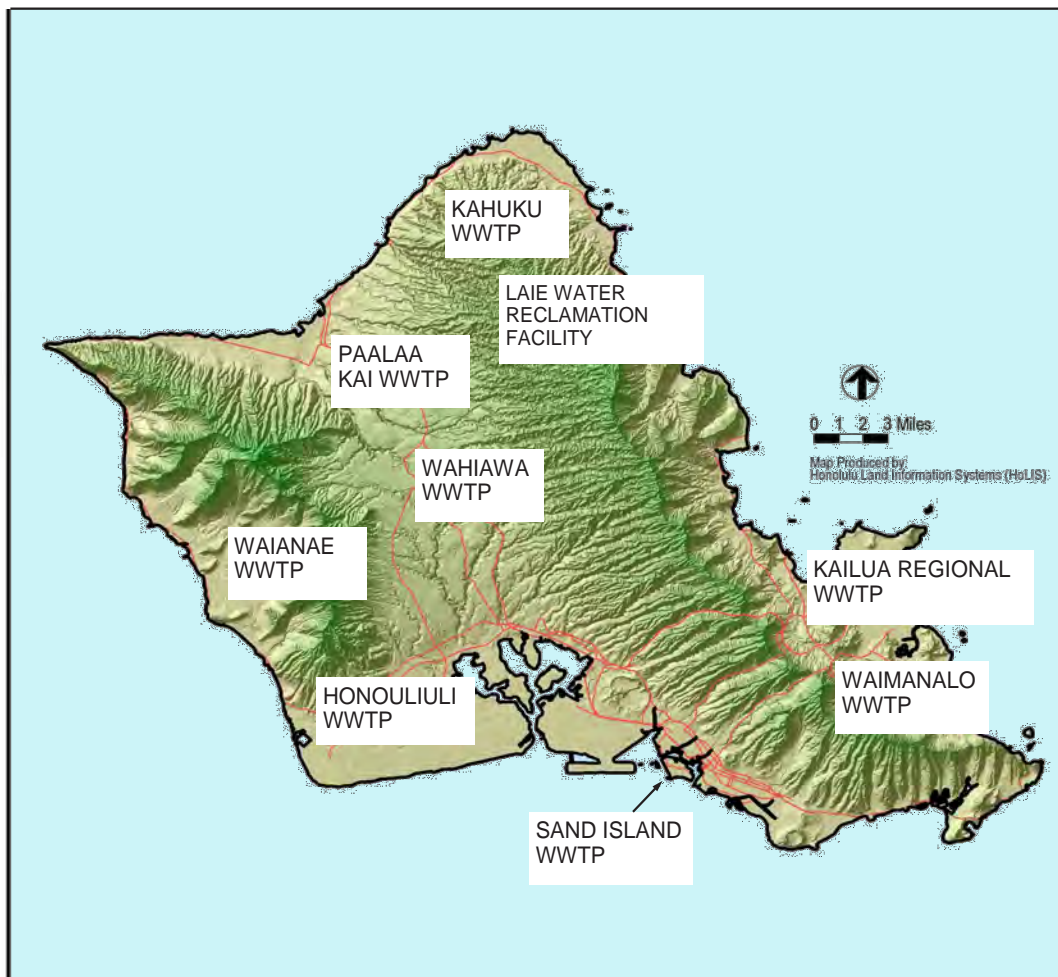 KAHUKU
WWTP
LAIE WATER
RECLAMATION
FACILITY
PAALAA
KAI WWTP
0 1 2 3 Miles
Map Produced by:
Honolulu Land Information Systems (HoLIS)
WAHIAWA
WWTP
WAIANAE
WWTP
KAILUA REGIONAL
WWTP
HONOULIULI
WWTP
WAIMANALO
WWTP
SAND ISLAND
WWTP